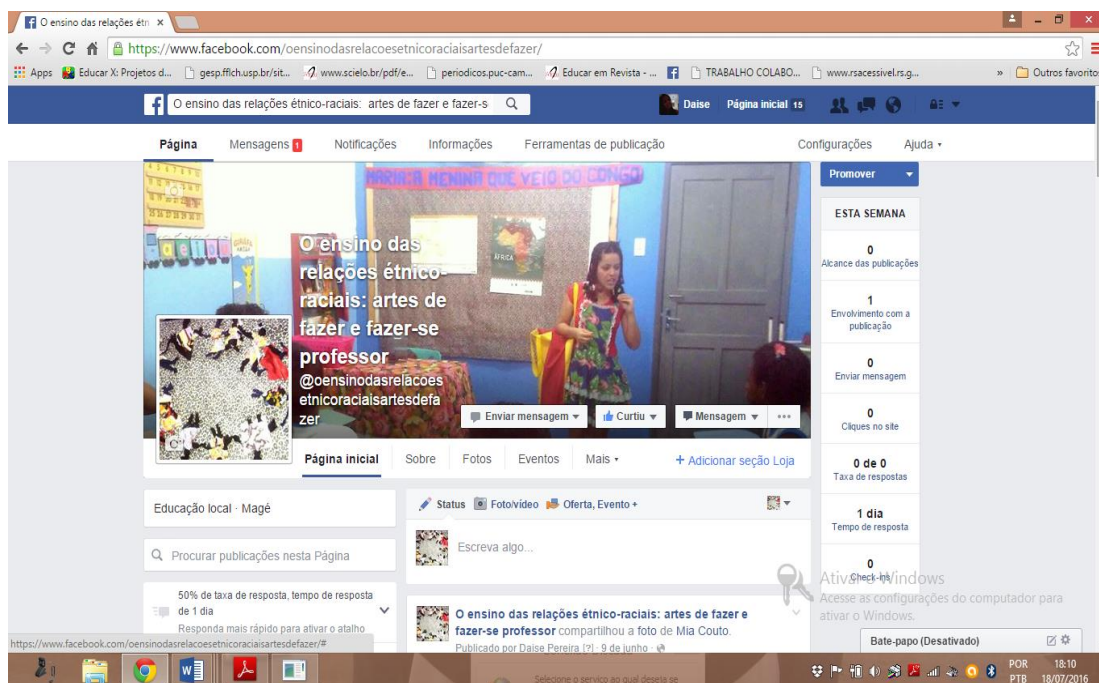 O ensino das relações étn
https://www.facebook.com/oensinodasrelacoesetnicoraciaisartesdefazer/
Apps Educar X: Projetos d... gesp.fflch.usp.br/sit... www.scielo.br/pdf/e... periodicos.puc-cam... Educar em Revista - ... TRABALHO COLABO... www.rsacessivel.rs.g... » Outros favorito
O ensino das relações étnico-raciais: artes de fazer e fazer-s
Daise Página inicial 15
Página Mensagens 1 Notificações Informações Ferramentas de publicação Configurações Ajuda
MARIA: A MENINA QUE VEIO DO CONGO
ÁFRICA
a e i o u
O ensino das
relações étnico-
raciais: artes de
fazer e fazer-se
professor
@oensinodasrelacoes
etnicoraciaisartesdefa
zer
Enviar mensagem Curtiu Mensagem ...
Página inicial Sobre Fotos Eventos Mais + Adicionar seção Loja
Promover
ESTA SEMANA
0
Alcance das publicações
1
Envolvimento com a
publicação
0
Enviar mensagem
0
Cliques no site
0 de 0
Taxa de respostas
1 dia
Tempo de resposta
0
Check-ins
Educação local · Magé
Procurar publicações nesta Página
50% de taxa de resposta, tempo de resposta
de 1 dia
Responda mais rápido para ativar o atalho
Status Foto/vídeo Oferta, Evento +
Escreva algo...
O ensino das relações étnico-raciais: artes de fazer e
fazer-se professor compartilhou a foto de Mia Couto.
Publicado por Daise Pereira [?] · 9 de junho ·
Ativar o Windows
Acesse as configurações do computador para
ativar o Windows.
Bate-papo (Desativado)
https://www.facebook.com/oensinodasrelacoesetnicoraciaisartesdefazer/#
Selecione o serviço ao qual deseja se
POR
PTB
18:10
18/07/2016